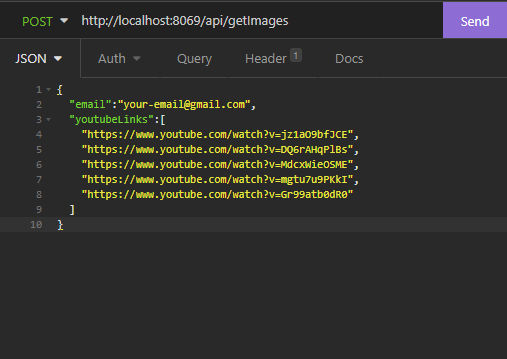 POST http://localhost:8069/api/getImages Send
JSON Auth Query Header 1 Docs
1 {
2 "email":"your-email@gmail.com",
3 "youtubeLinks":[
4 "https://www.youtube.com/watch?v=jz1aO9bfJCE",
5 "https://www.youtube.com/watch?v=DQ6rAHqPlBs",
6 "https://www.youtube.com/watch?v=MdcxWieOSME",
7 "https://www.youtube.com/watch?v=mgtu7u9PKkI",
8 "https://www.youtube.com/watch?v=Gr99atb0dR0"
9 ]
10 }